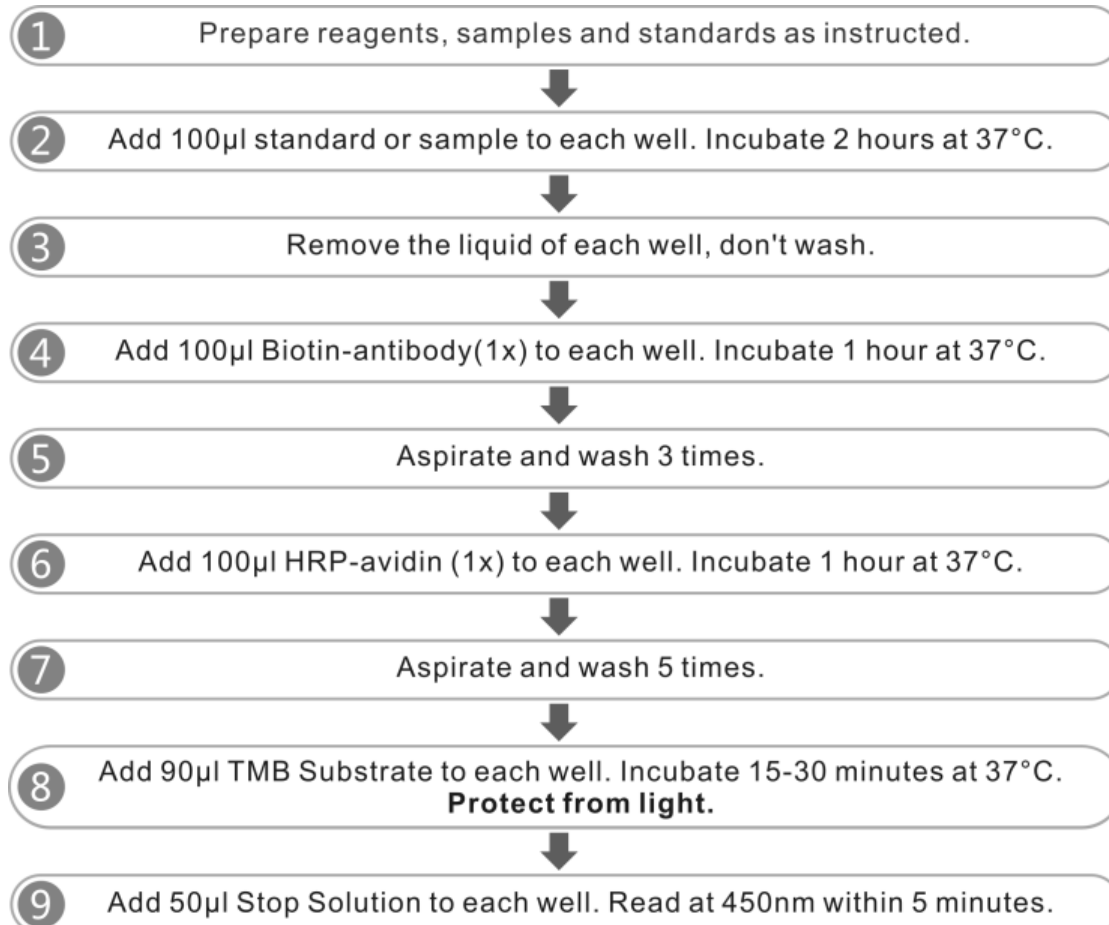 1 Prepare reagents, samples and standards as instructed.
2 Add 100µl standard or sample to each well. Incubate 2 hours at 37°C.
3 Remove the liquid of each well, don't wash.
4 Add 100µl Biotin-antibody(1x) to each well. Incubate 1 hour at 37°C.
5 Aspirate and wash 3 times.
6 Add 100µl HRP-avidin (1x) to each well. Incubate 1 hour at 37°C.
7 Aspirate and wash 5 times.
8 Add 90µl TMB Substrate to each well. Incubate 15-30 minutes at 37°C.
Protect from light.
9 Add 50µl Stop Solution to each well. Read at 450nm within 5 minutes.